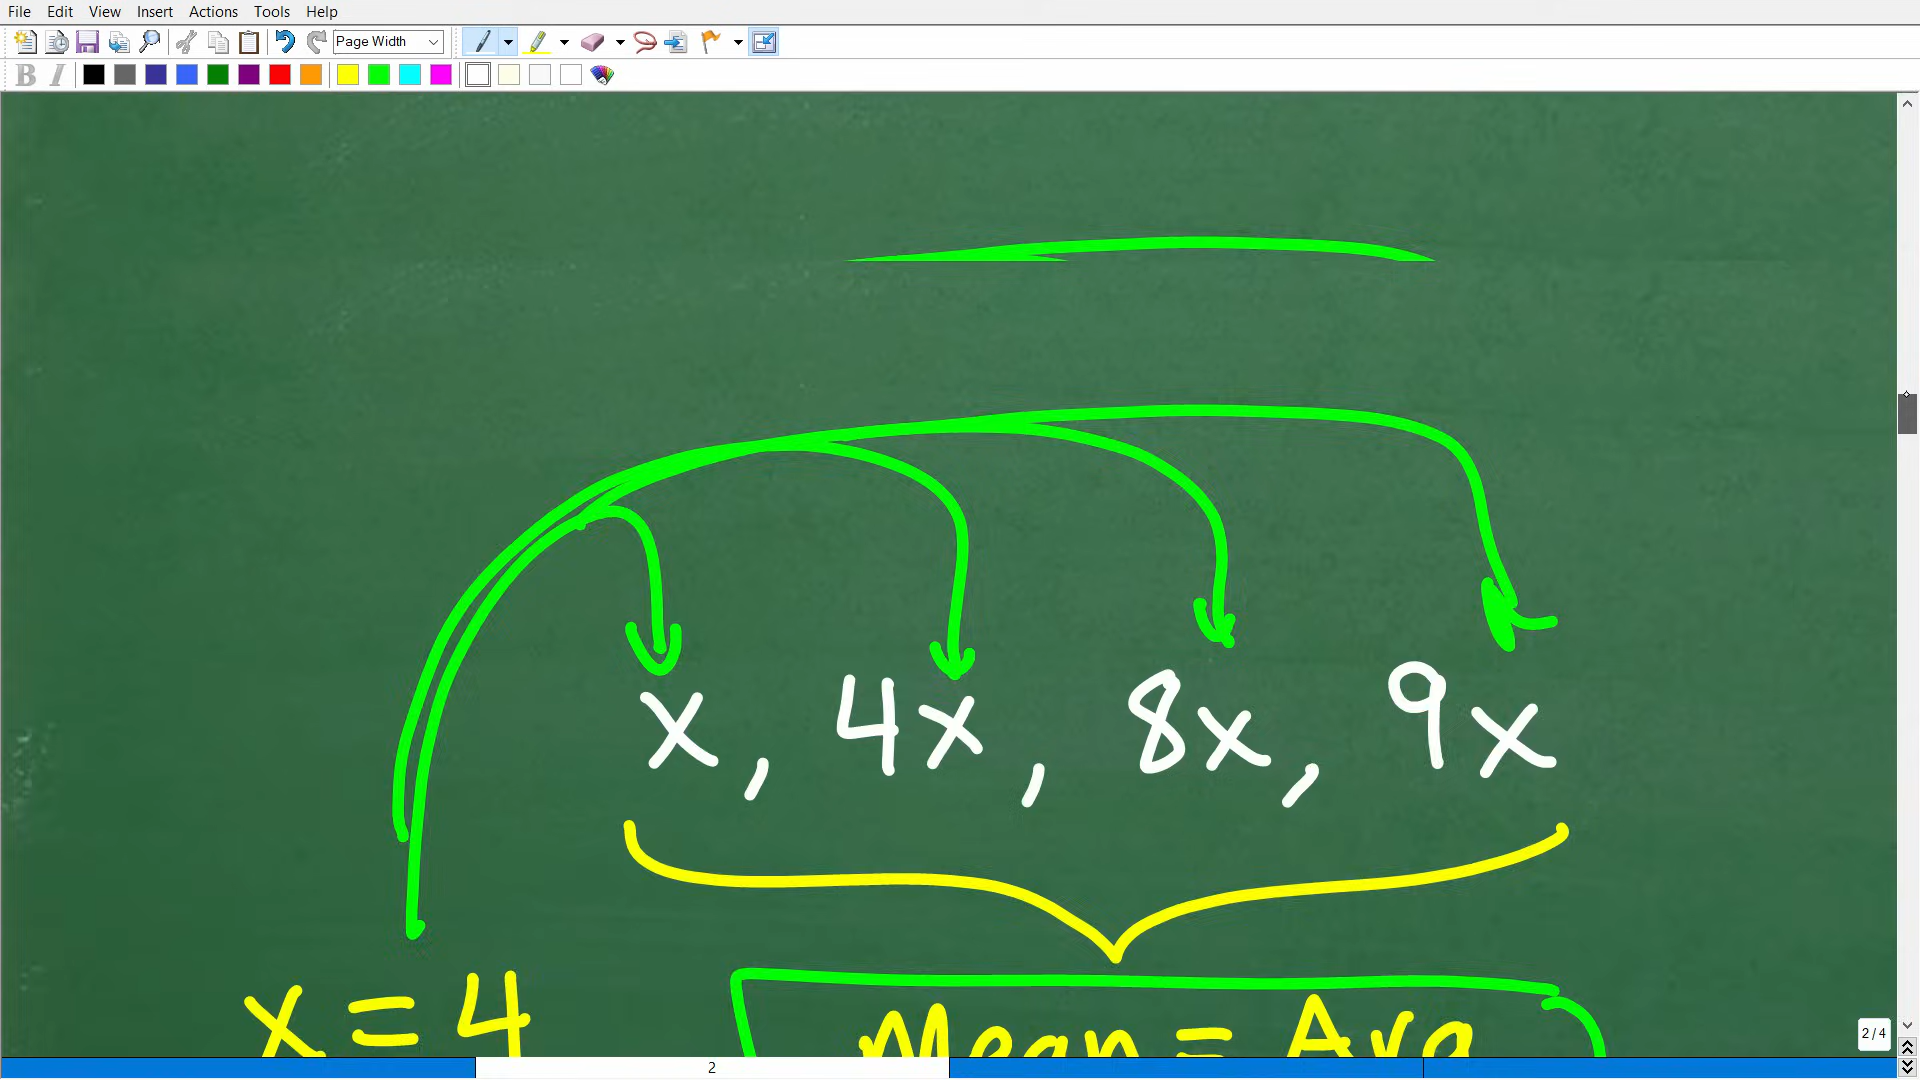 File Edit View Insert Actions Tools Help
Page Width
B I
x, 4x, 8x, 9x
x = 4
Mean = Avg
2 / 4
2